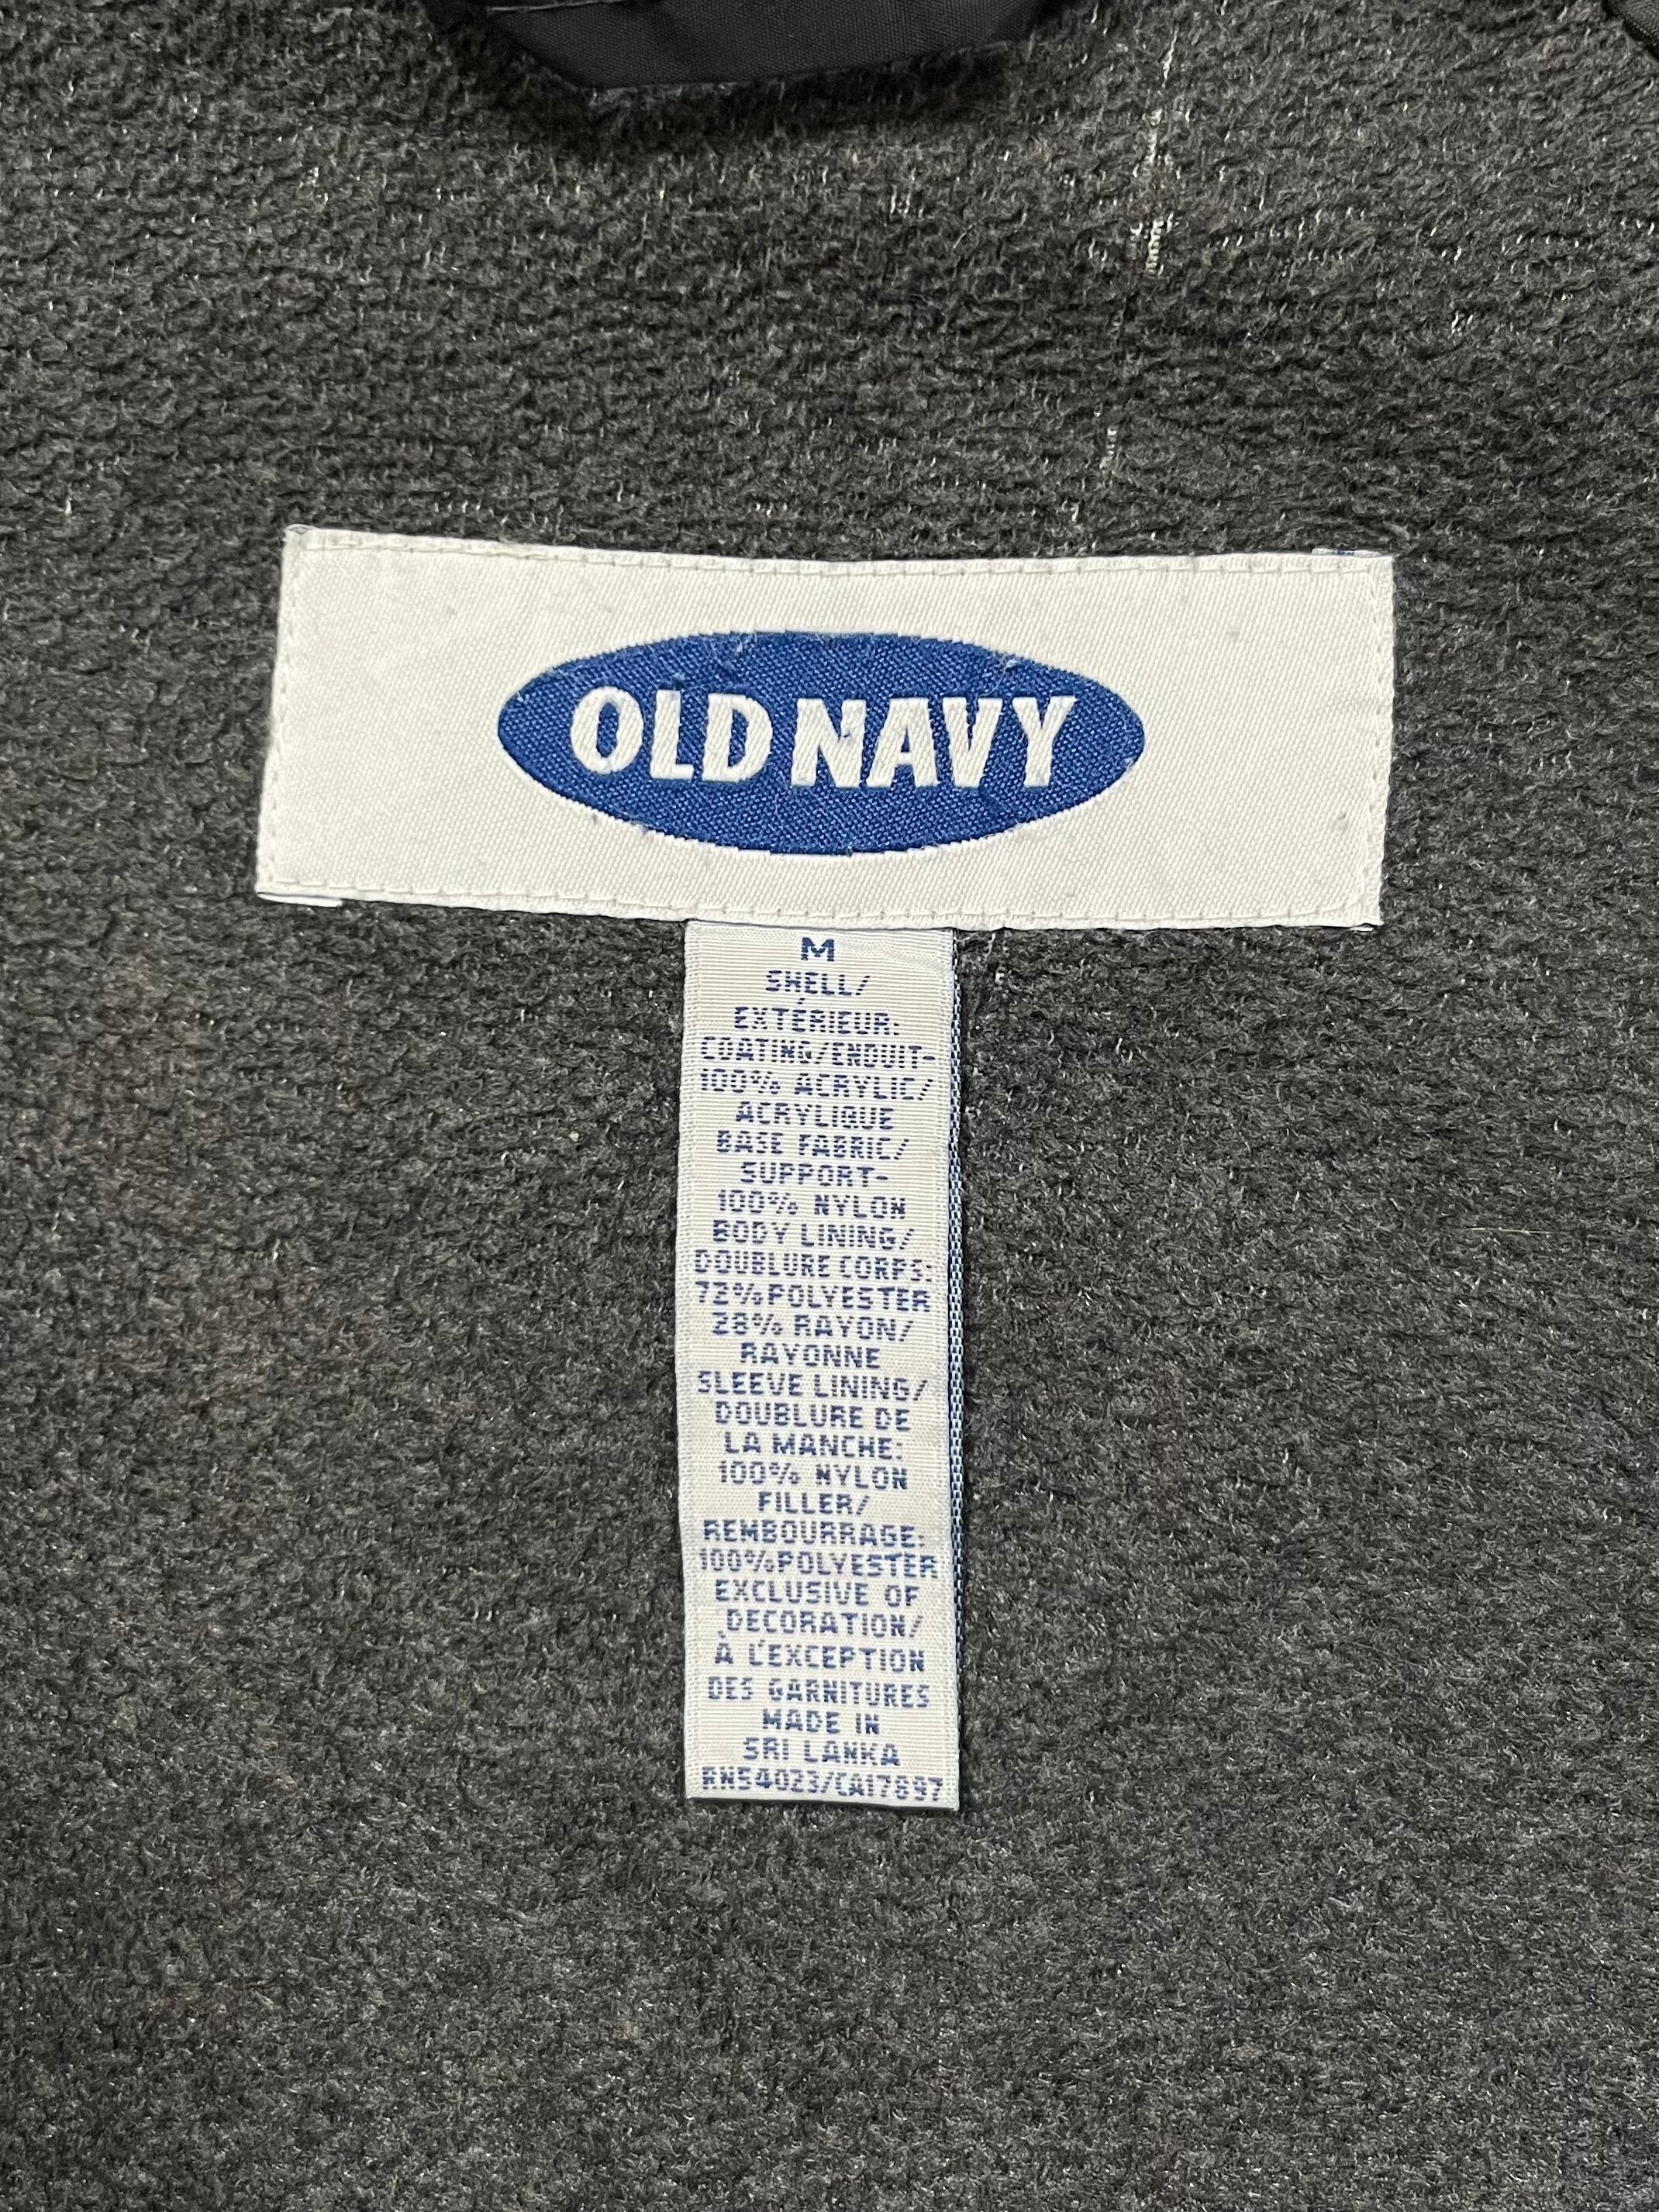 OLD NAVY
M
SHELL/
EXTÉRIEUR:
COATING/ENDUIT-
100% ACRYLIC/
ACRYLIQUE
BASE FABRIC/
SUPPORT-
100% NYLON
BODY LINING/
DOUBLURE CORPS:
72% POLYESTER
28% RAYON/
RAYONNE
SLEEVE LINING/
DOUBLURE DE
LA MANCHE:
100% NYLON
FILLER/
REMBOURRAGE:
100% POLYESTER
EXCLUSIVE OF
DECORATION/
À L'EXCEPTION
DES GARNITURES
MADE IN
SRI LANKA
RN54023/CA17897